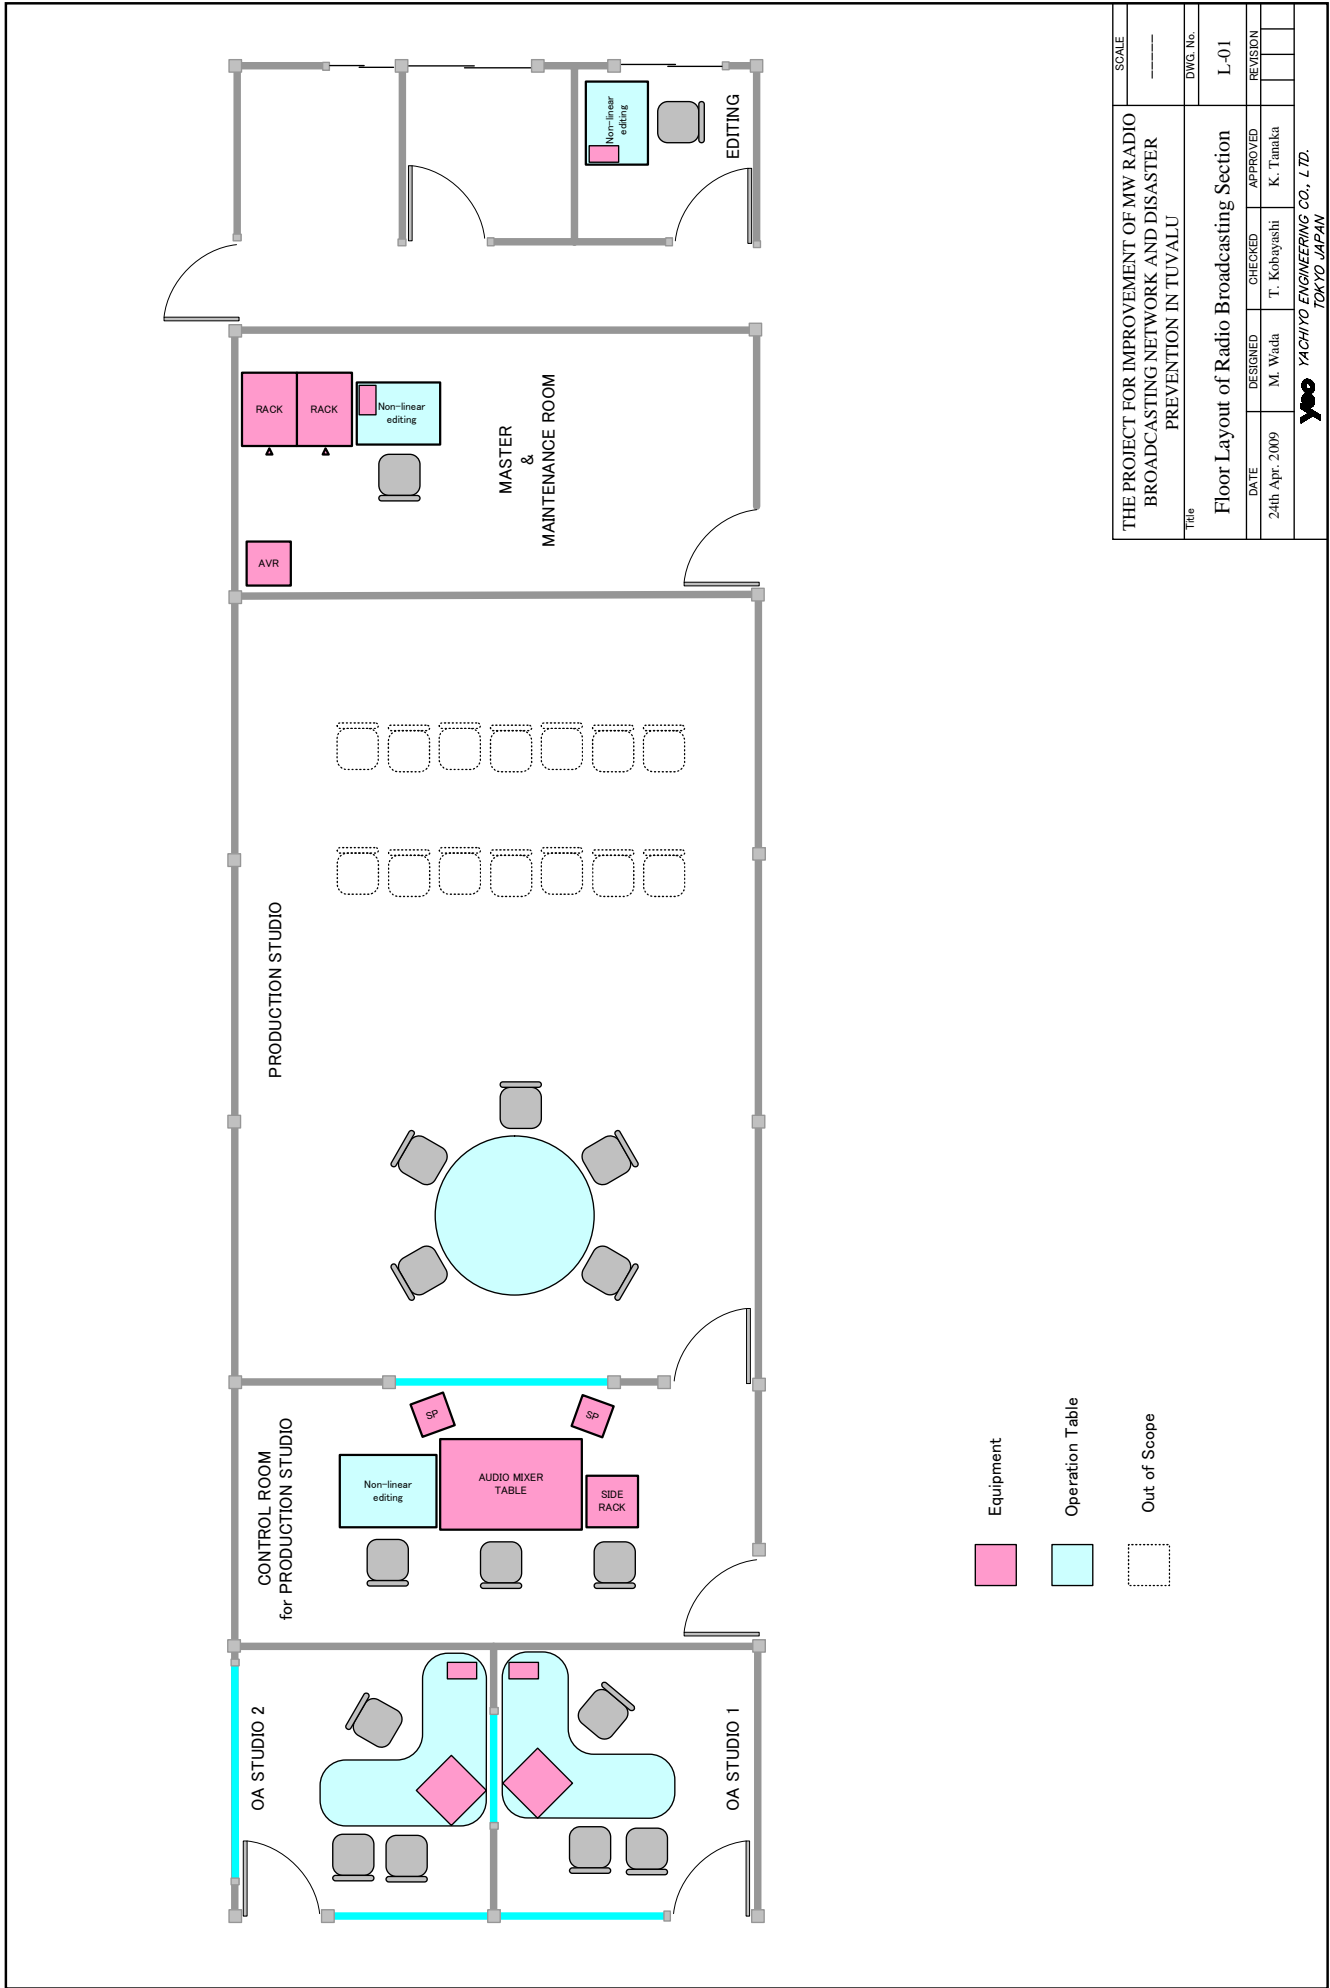 Non-linear
editing
EDITING
RACK
RACK
Non-linear
editing
MASTER
&
MAINTENANCE ROOM
AVR
PRODUCTION STUDIO
CONTROL ROOM
for PRODUCTION STUDIO
SP
SP
Non-linear
editing
AUDIO MIXER
TABLE
SIDE
RACK
OA STUDIO 2
OA STUDIO 1
Equipment
Operation Table
Out of Scope
THE PROJECT FOR IMPROVEMENT OF MW RADIO
BROADCASTING NETWORK AND DISASTER
PREVENTION IN TUVALU
SCALE
------
Title
Floor Layout of Radio Broadcasting Section
DWG. No.
L-01
DATE DESIGNED CHECKED APPROVED REVISION
24th Apr. 2009 M. Wada T. Kobayashi K. Tanaka
yeo YACHIYO ENGINEERING CO., LTD.
TOKYO JAPAN